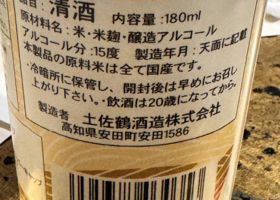 品目：清酒　内容量：180ml
原材料名：米・米麹・醸造アルコール
アルコール分：15度　製造年月：天面に記載
本製品の原料米は全て国産です。
・冷暗所に保管し、開封後は早めにお召し
上がり下さい。・飲酒は20歳になってから。
製造者　土佐鶴酒造株式会社
高知県安田町安田1586